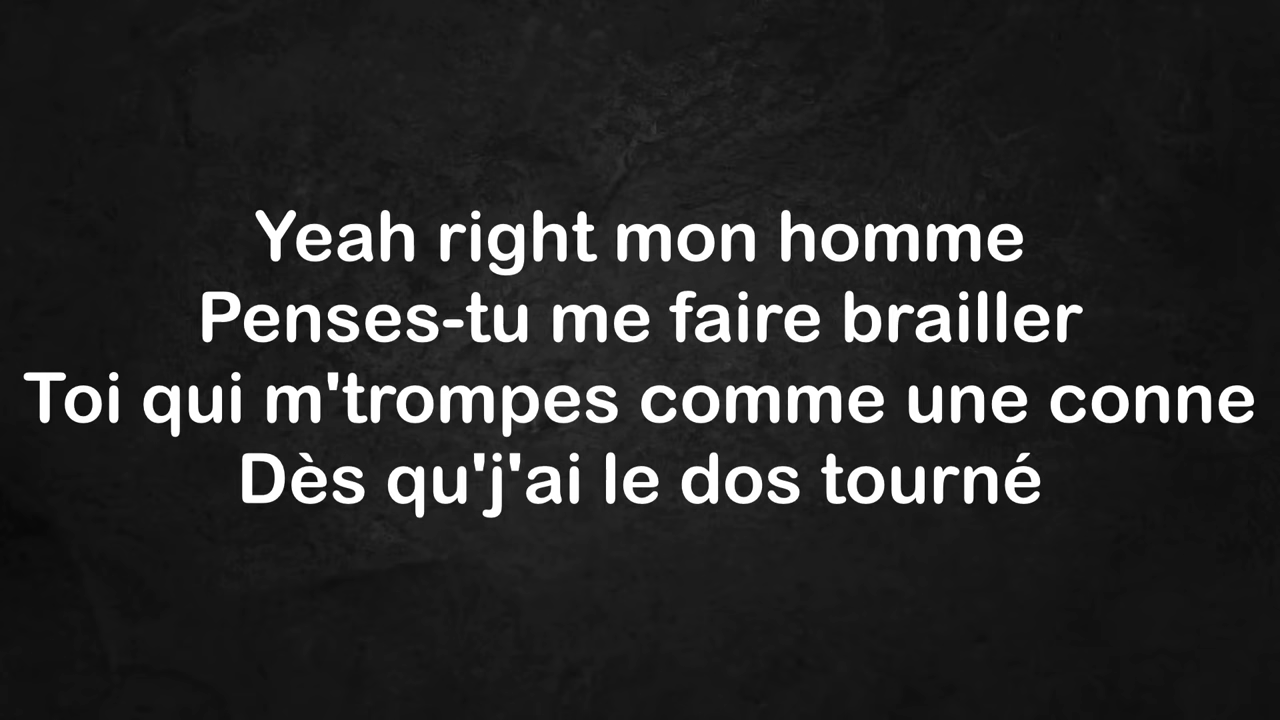 Yeah right mon homme
Penses-tu me faire brailler
Toi qui m'trompes comme une conne
Dès qu'j'ai le dos tourné